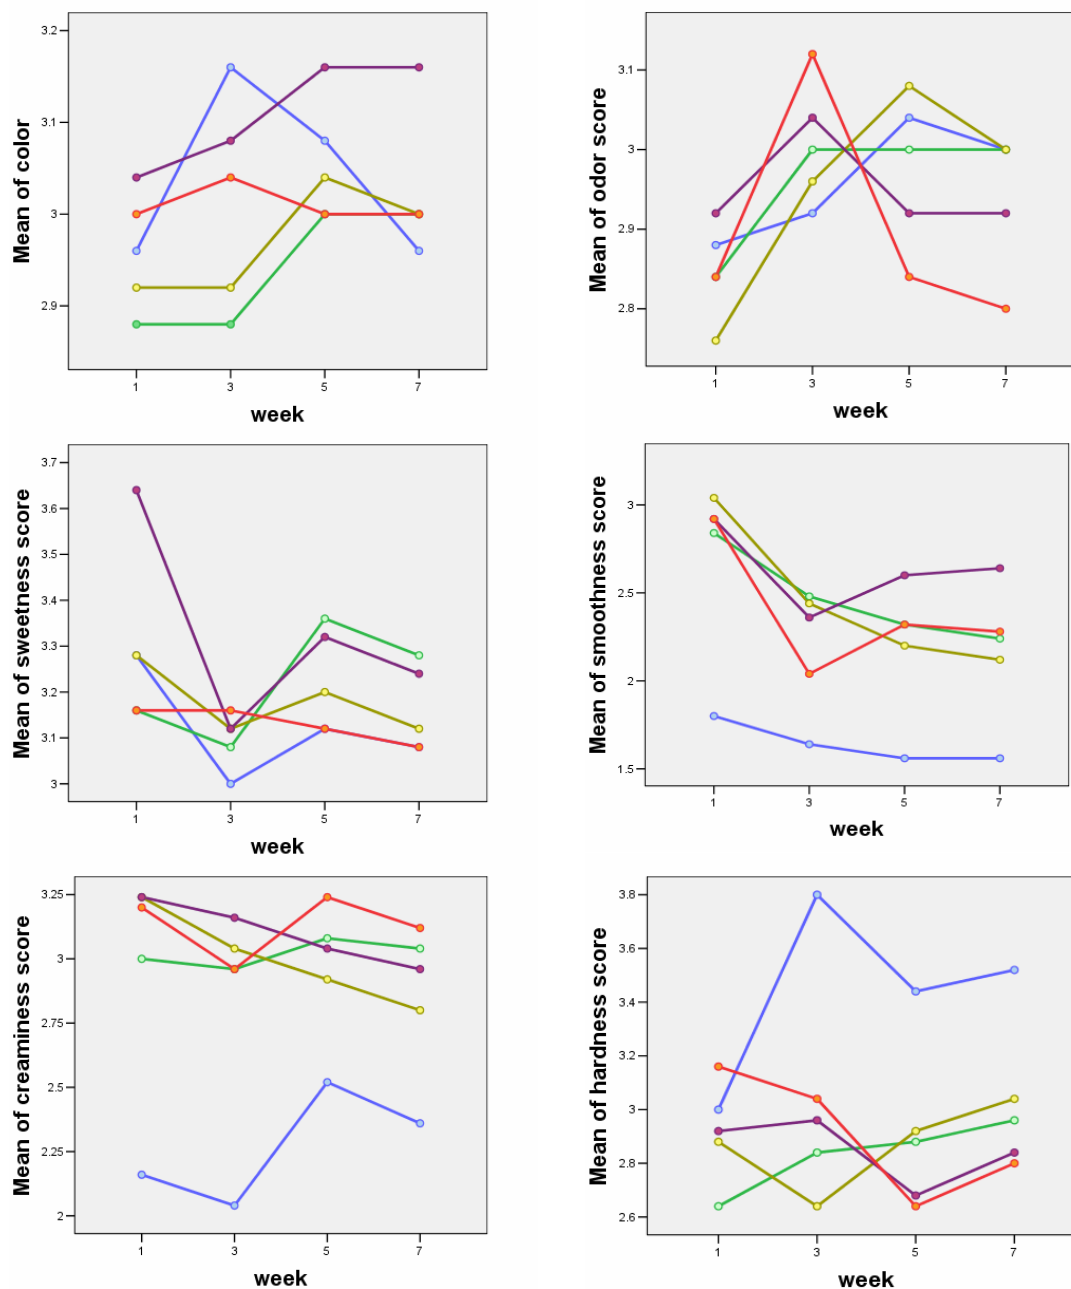 Mean of color
3.2
3.1
3
2.9
1 3 5 7
week
Mean of odor score
3.1
3
2.9
2.8
1 3 5 7
week
Mean of sweetness score
3.7
3.6
3.5
3.4
3.3
3.2
3.1
3
1 3 5 7
week
Mean of smoothness score
3
2.5
2
1.5
1 3 5 7
week
Mean of creaminess score
3.25
3
2.75
2.5
2.25
2
1 3 5 7
week
Mean of hardness score
3.8
3.6
3.4
3.2
3
2.8
2.6
1 3 5 7
week